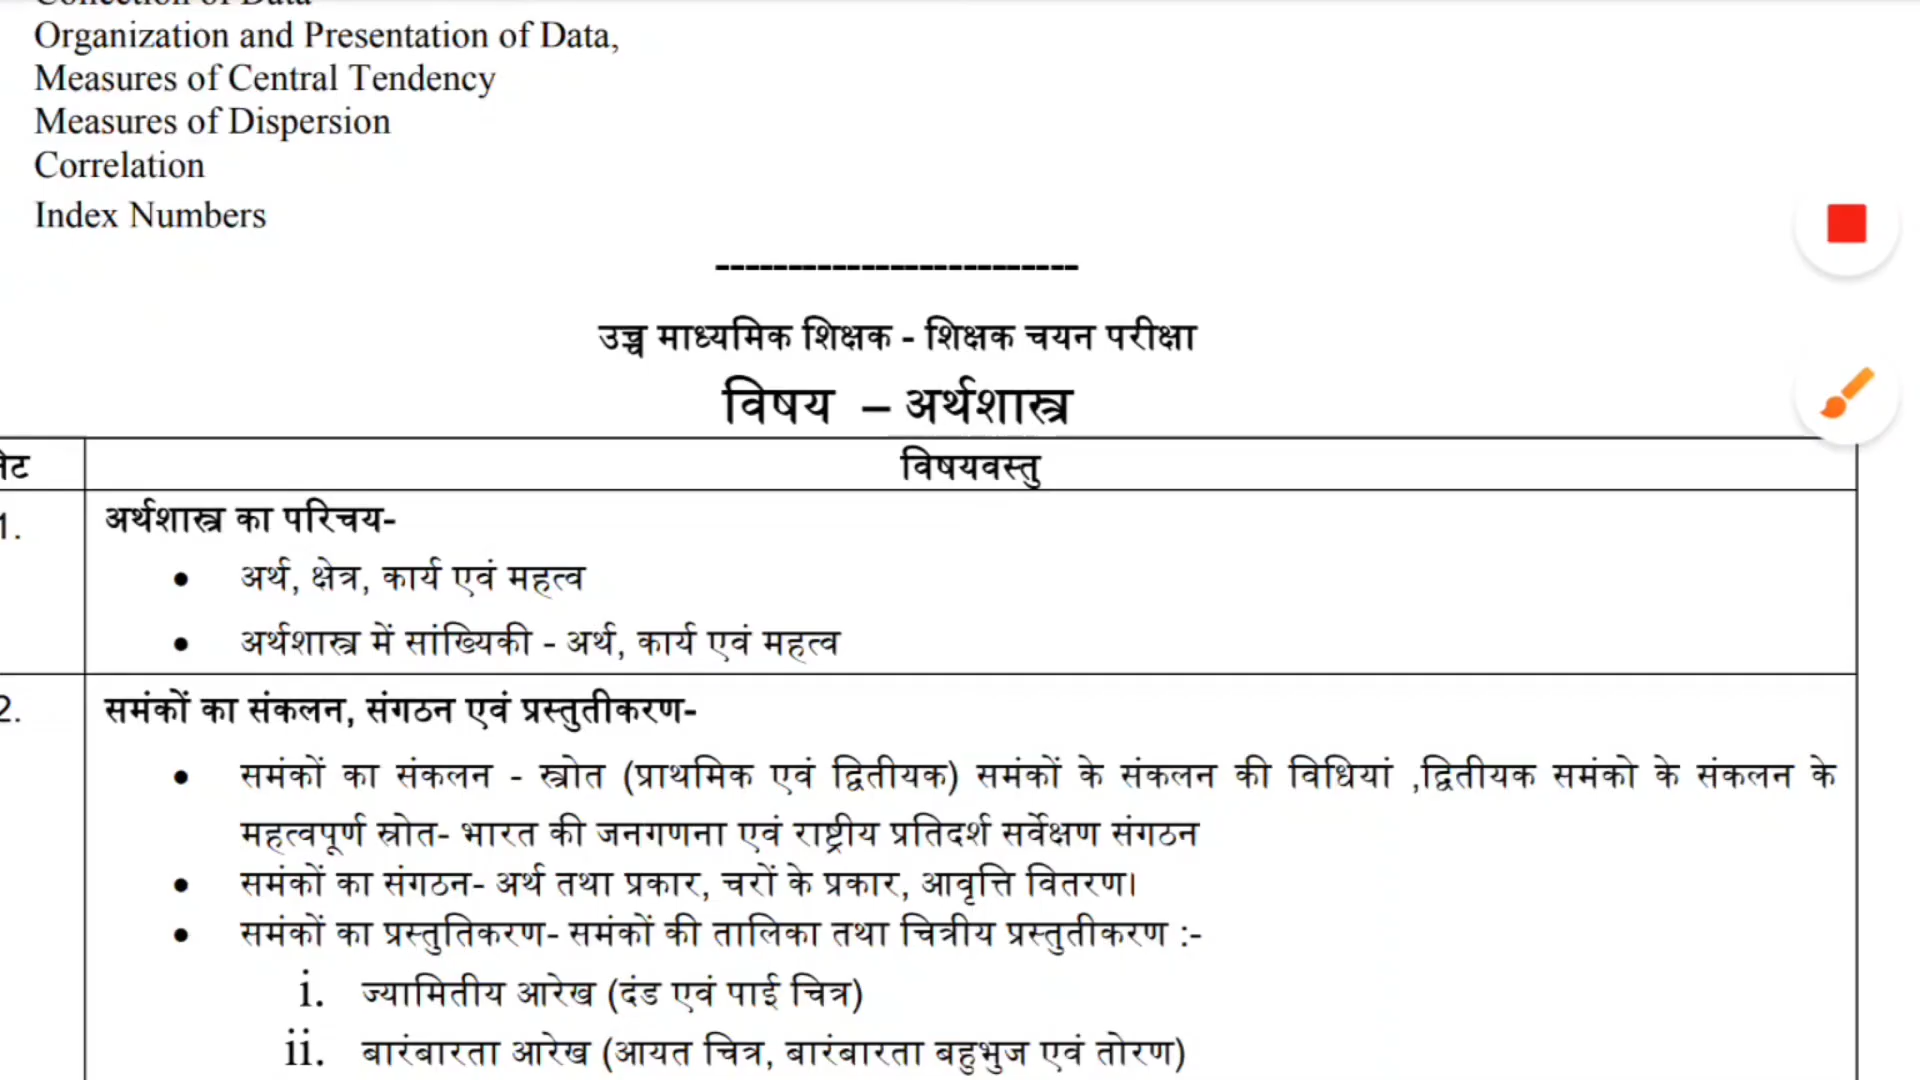 Collection of Data
Organization and Presentation of Data,
Measures of Central Tendency
Measures of Dispersion
Correlation
Index Numbers
-------------------------
उच्च माध्यमिक शिक्षक - शिक्षक चयन परीक्षा
विषय – अर्थशास्त्र
विषयवस्तु
1.
अर्थशास्त्र का परिचय-
• अर्थ, क्षेत्र, कार्य एवं महत्व
• अर्थशास्त्र में सांख्यिकी - अर्थ, कार्य एवं महत्व
2.
समंकों का संकलन, संगठन एवं प्रस्तुतीकरण-
• समंकों का संकलन - स्त्रोत (प्राथमिक एवं द्वितीयक) समंकों के संकलन की विधियां ,द्वितीयक समंको के संकलन के
महत्वपूर्ण स्रोत- भारत की जनगणना एवं राष्ट्रीय प्रतिदर्श सर्वेक्षण संगठन
• समंकों का संगठन- अर्थ तथा प्रकार, चरों के प्रकार, आवृत्ति वितरण।
• समंकों का प्रस्तुतिकरण- समंकों की तालिका तथा चित्रीय प्रस्तुतीकरण :-
i. ज्यामितीय आरेख (दंड एवं पाई चित्र)
ii. बारंबारता आरेख (आयत चित्र, बारंबारता बहुभुज एवं तोरण)